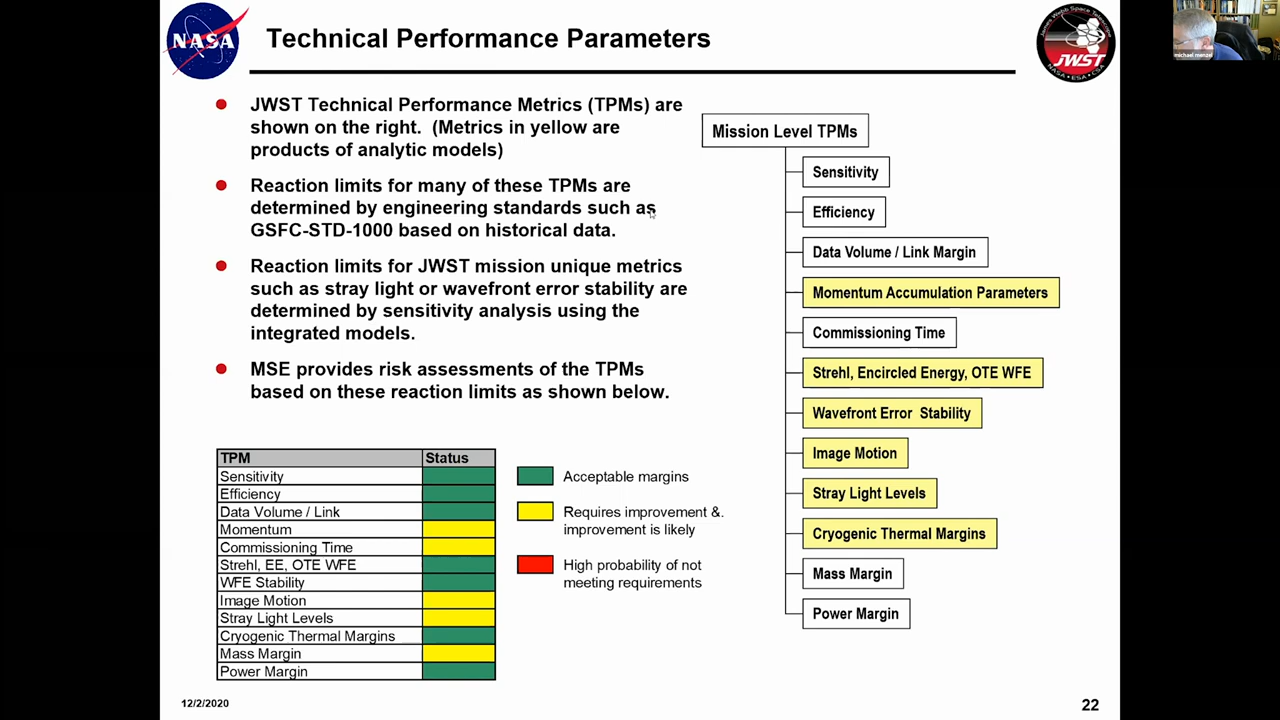 NASA
Technical Performance Parameters
JWST
michael menzel
JWST Technical Performance Metrics (TPMs) are
shown on the right. (Metrics in yellow are
products of analytic models)
Reaction limits for many of these TPMs are
determined by engineering standards such as
GSFC-STD-1000 based on historical data.
Reaction limits for JWST mission unique metrics
such as stray light or wavefront error stability are
determined by sensitivity analysis using the
integrated models.
MSE provides risk assessments of the TPMs
based on these reaction limits as shown below.
Mission Level TPMs
Sensitivity
Efficiency
Data Volume / Link Margin
Momentum Accumulation Parameters
Commissioning Time
Strehl, Encircled Energy, OTE WFE
Wavefront Error Stability
Image Motion
Stray Light Levels
Cryogenic Thermal Margins
Mass Margin
Power Margin
TPM Status
Sensitivity
Efficiency
Data Volume / Link
Momentum
Commissioning Time
Strehl, EE, OTE WFE
WFE Stability
Image Motion
Stray Light Levels
Cryogenic Thermal Margins
Mass Margin
Power Margin
Acceptable margins
Requires improvement &.
improvement is likely
High probability of not
meeting requirements
12/2/2020
22